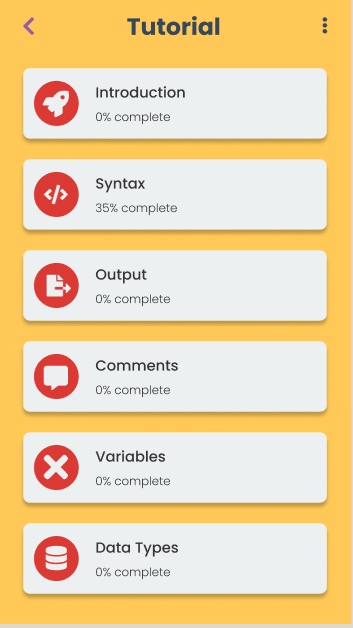 Tutorial
Introduction
0% complete
Syntax
35% complete
Output
0% complete
Comments
0% complete
Variables
0% complete
Data Types
0% complete